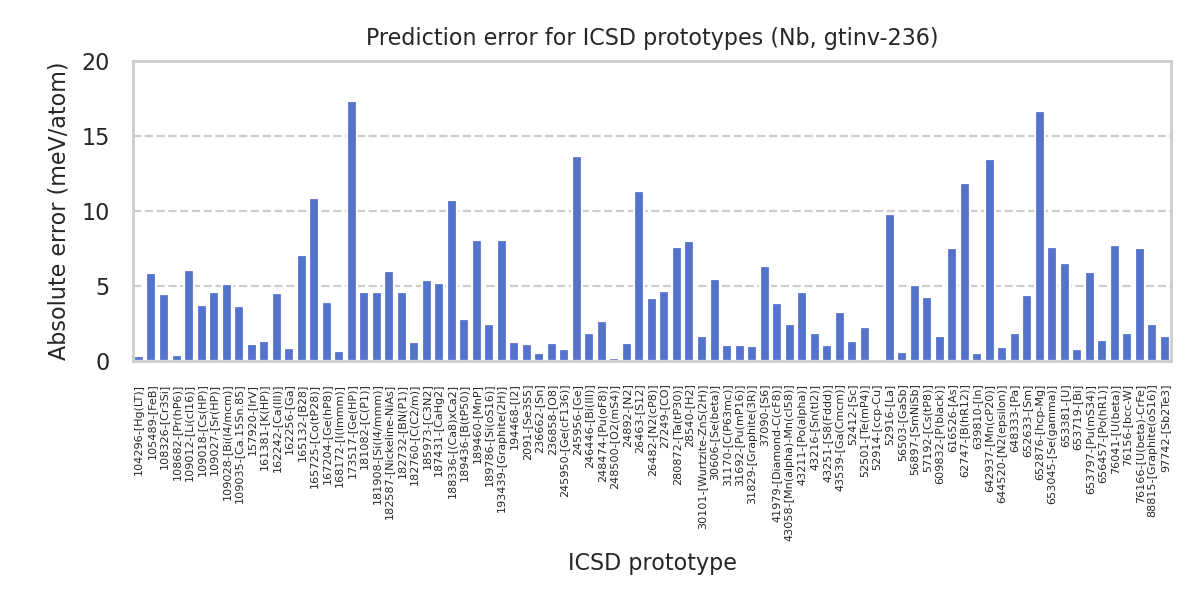 Prediction error for ICSD prototypes (Nb, gtinv-236)
Absolute error (meV/atom)
20
15
10
5
0
104296-[Hg(LT)]
105489-[FeB]
108326-[Cr3Si]
108682-[Pr(hP6)]
109012-[Li(cI16)]
109018-[Cs(HP)]
109027-[Sr(HP)]
109028-[Bi(I4/mcm)]
109035-[Ca.15Sn.85]
157920-[IrV]
161381-[K(HP)]
162242-[Ca(III)]
162256-[Ga]
165132-[B28]
165725-[Co(tP28)]
167204-[Ge(hP8)]
168172-[I(Immm)]
173517-[Ge(HP)]
181082-[C(P1)]
181908-[Si(I4/mmm)]
182587-[Nickeline-NiAs]
182732-[BN(P1)]
182760-[C(C2/m)]
185973-[C3N2]
187431-[CaHg2]
188336-[(Ca8)xCa2]
189436-[B(tP50)]
189460-[MnP]
189786-[Si(oS16)]
193439-[Graphite(2H)]
194468-[I2]
2091-[Se3S5]
236662-[Sn]
236858-[O8]
245950-[Ge(cF136)]
245956-[Ge]
246446-[Bi(III)]
248474-[Pu(oF8)]
248500-[O2(mS4)]
24892-[N2]
26463-[S12]
26482-[N2(cP8)]
27249-[CO]
280872-[Ta(tP30)]
28540-[H2]
30101-[Wurtzite-ZnS(2H)]
30606-[Se(beta)]
31170-[C(P63mc)]
31692-[Pu(mP16)]
31829-[Graphite(3R)]
37090-[S6]
41979-[Diamond-C(cF8)]
43058-[Mn(alpha)-Mn(cI58)]
43211-[Po(alpha)]
43216-[Sn(tI2)]
43251-[S8(Fddd)]
43539-[Ga(Cmcm)]
52412-[Sc]
52501-[Te(mP4)]
52914-[ccp-Cu]
52916-[La]
56503-[GaSb]
56897-[SmNiSb]
57192-[Cs(tP8)]
609832-[P(black)]
616526-[As]
62747-[B(hR12)]
639810-[In]
642937-[Mn(cP20)]
644520-[N2(epsilon)]
648333-[Pa]
652633-[Sm]
652876-[hcp-Mg]
653045-[Se(gamma)]
653381-[U]
653719-[Bi]
653797-[Pu(mS34)]
656457-[Po(hR1)]
76041-[U(beta)]
76156-[bcc-W]
76166-[U(beta)-CrFe]
88815-[Graphite(oS16)]
97742-[Sb2Te3]
ICSD prototype